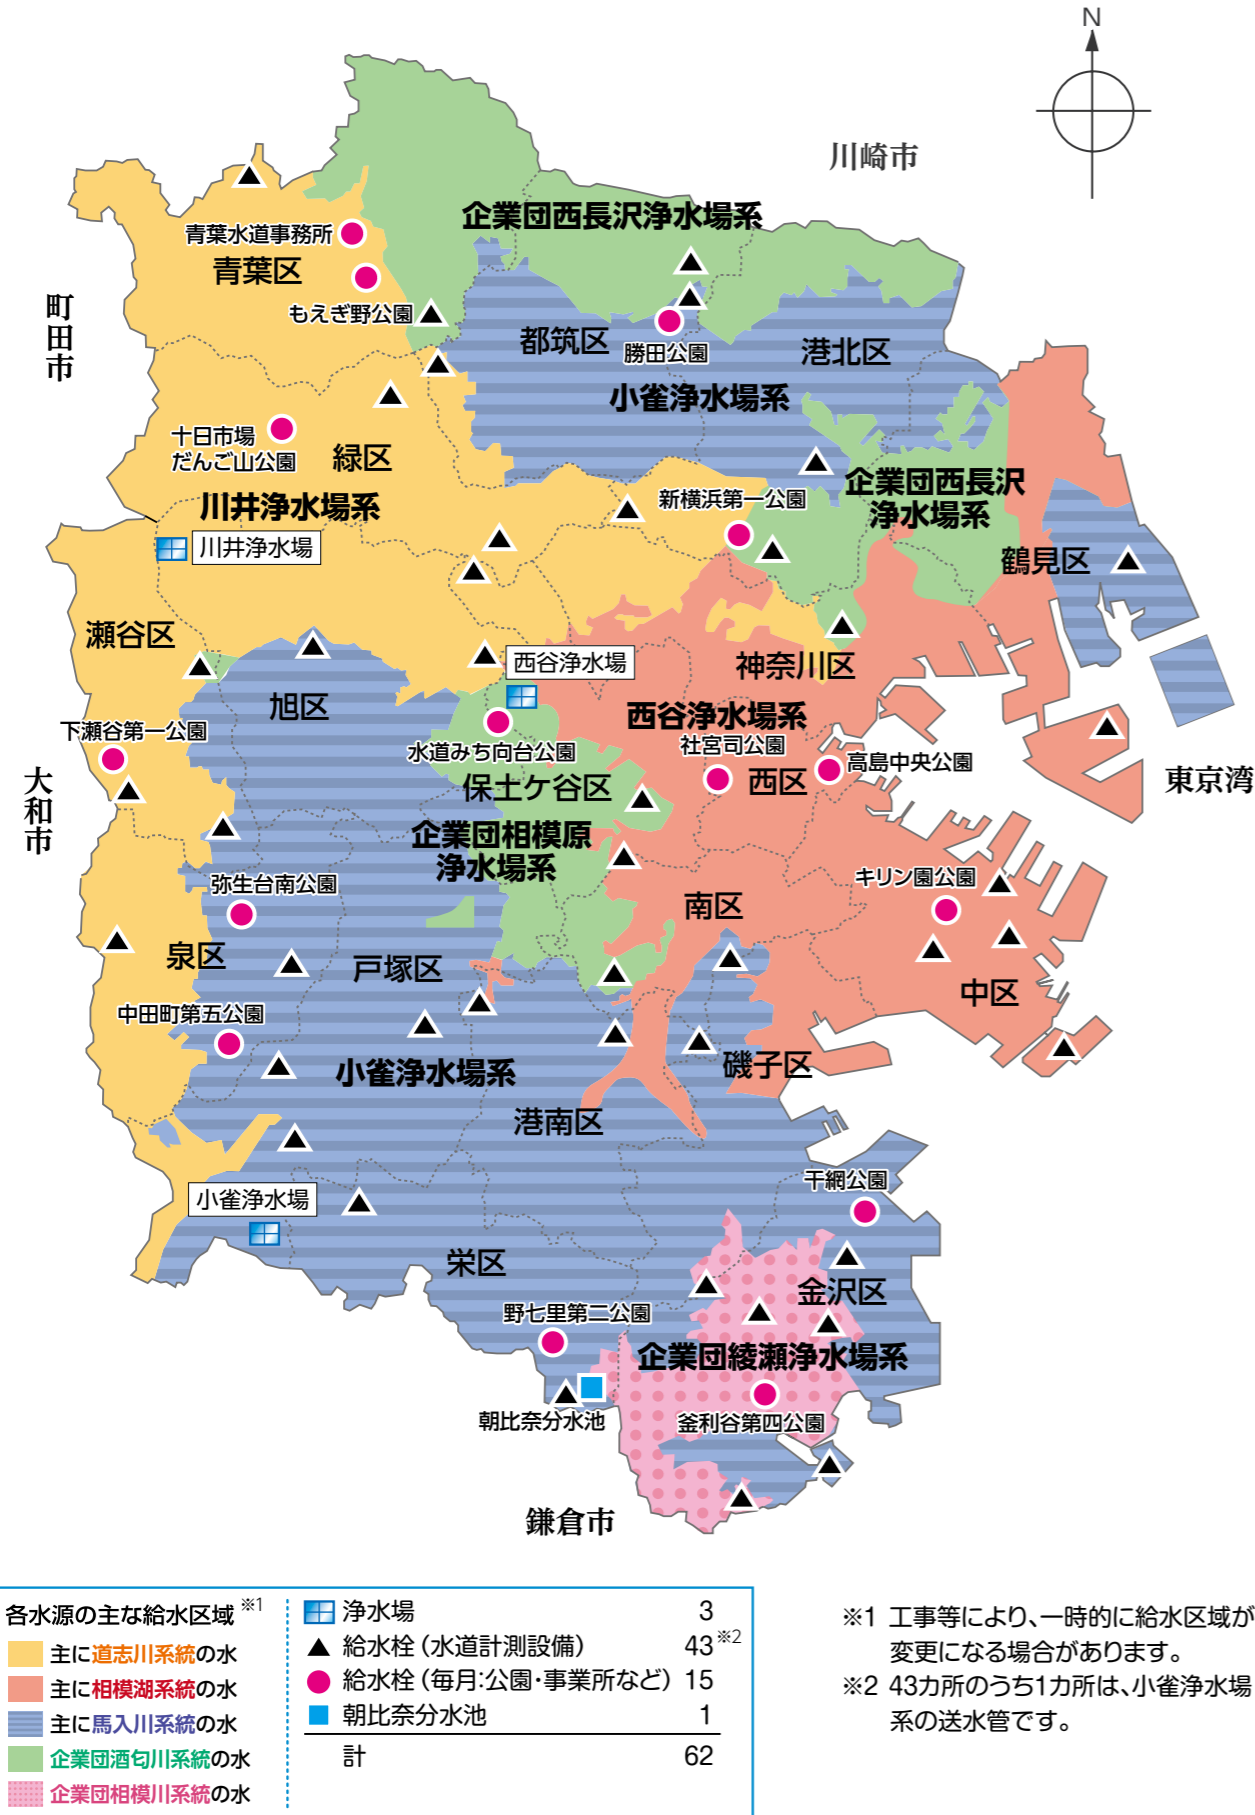 N
川崎市
企業団西長沢浄水場系
青葉水道事務所
青葉区
町田市
もえぎ野公園
都筑区
勝田公園
港北区
小雀浄水場系
十日市場
だんご山公園
緑区
川井浄水場系
新横浜第一公園
企業団西長沢
浄水場系
川井浄水場
鶴見区
瀬谷区
西谷浄水場
神奈川区
旭区
西谷浄水場系
下瀬谷第一公園
水道みち向台公園
社宮司公園
高島中央公園
東京湾
大和市
保土ケ谷区
西区
企業団相模原
浄水場系
弥生台南公園
キリン園公園
南区
泉区
戸塚区
中区
中田町第五公園
小雀浄水場系
磯子区
港南区
干網公園
小雀浄水場
栄区
金沢区
野七里第二公園
企業団綾瀬浄水場系
朝比奈分水池
釜利谷第四公園
鎌倉市
各水源の主な給水区域 ※1
主に道志川系統の水
主に相模湖系統の水
主に馬入川系統の水
企業団酒匂川系統の水
企業団相模川系統の水
浄水場 3
給水栓（水道計測設備） 43※2
給水栓（毎月：公園・事業所など） 15
朝比奈分水池 1
計 62
※1 工事等により、一時的に給水区域が
変更になる場合があります。
※2 43カ所のうち1カ所は、小雀浄水場
系の送水管です。